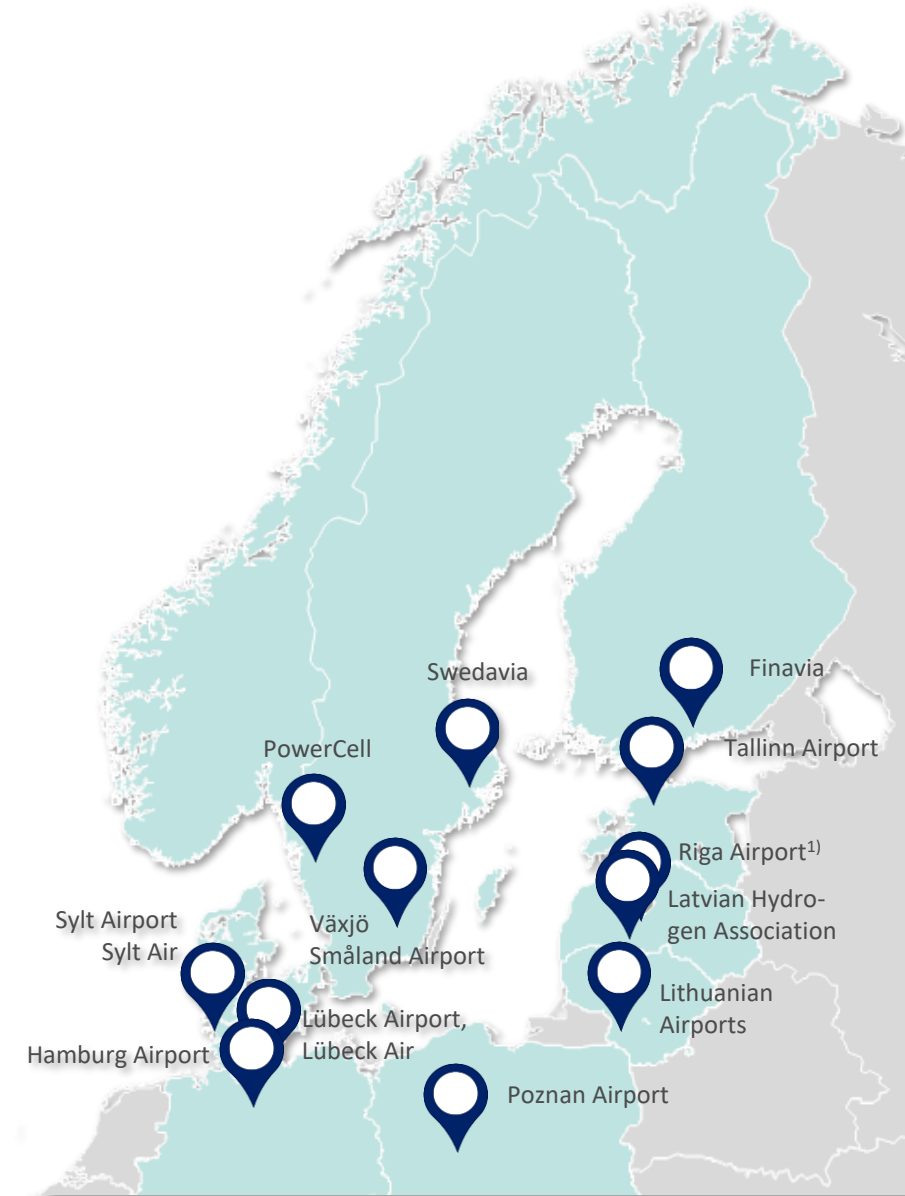 Swedavia
Finavia
PowerCell
Tallinn Airport
Riga Airport¹⁾
Latvian Hydro-
gen Association
Växjö
Småland Airport
Sylt Airport
Sylt Air
Lithuanian
Airports
Lübeck Airport,
Lübeck Air
Hamburg Airport
Poznan Airport